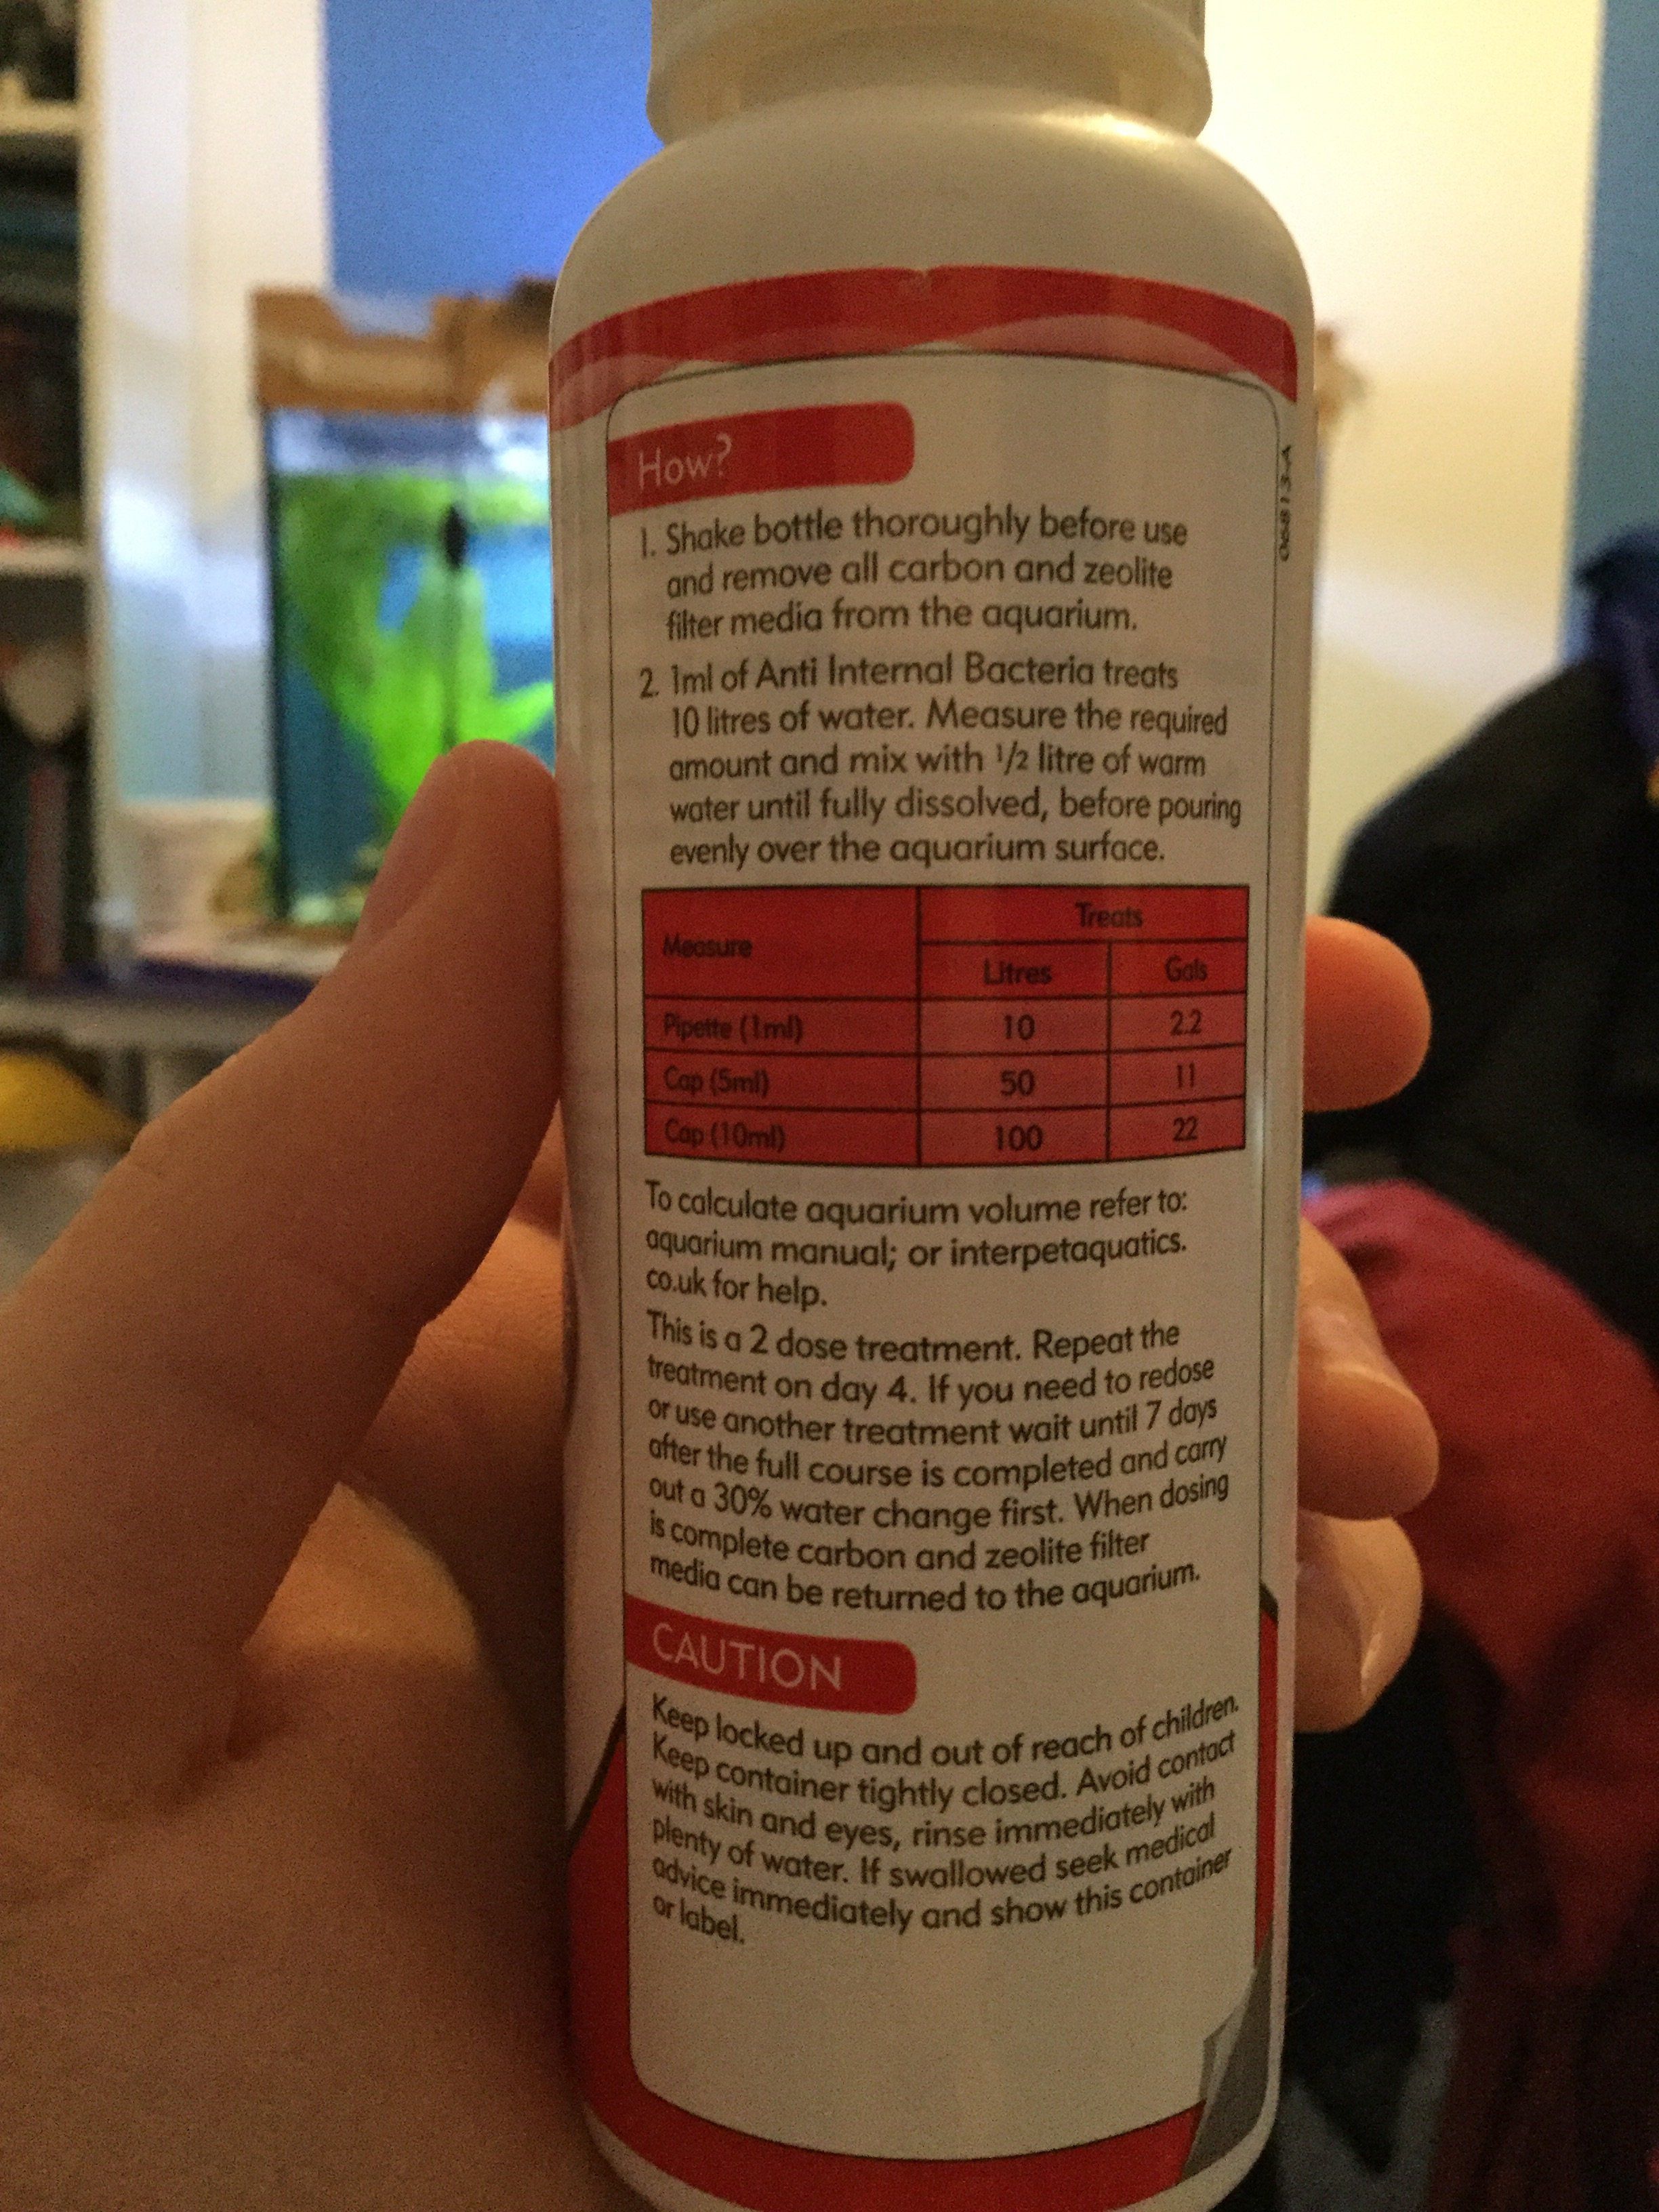 How?
1. Shake bottle thoroughly before use
and remove all carbon and zeolite
filter media from the aquarium.
2. 1ml of Anti Internal Bacteria treats
10 litres of water. Measure the required
amount and mix with 1/2 litre of warm
water until fully dissolved, before pouring
evenly over the aquarium surface.
Measure Treats
Litres Gals
Pipette (1ml) 10 2.2
Cap (5ml) 50 11
Cap (10ml) 100 22
To calculate aquarium volume refer to:
aquarium manual; or interpetaquatics.
co.uk for help.
This is a 2 dose treatment. Repeat the
treatment on day 4. If you need to redose
or use another treatment wait until 7 days
after the full course is completed and carry
out a 30% water change first. When dosing
is complete carbon and zeolite filter
media can be returned to the aquarium.
CAUTION
Keep locked up and out of reach of children.
Keep container tightly closed. Avoid contact
with skin and eyes, rinse immediately with
plenty of water. If swallowed seek medical
advice immediately and show this container
or label.
06813-A